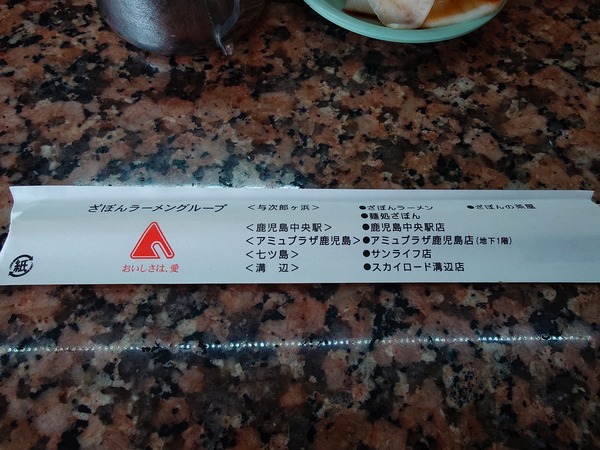 ざぼんラーメングループ
おいしさは、愛
紙
<与次郎ヶ浜> ●ざぼんラーメン ●ざぼんの茶屋
●麺処ざぼん
<鹿児島中央駅> ●鹿児島中央駅店
<アミュプラザ鹿児島> ●アミュプラザ鹿児島店(地下1階)
<七ツ島> ●サンライフ店
<溝辺> ●スカイロード溝辺店